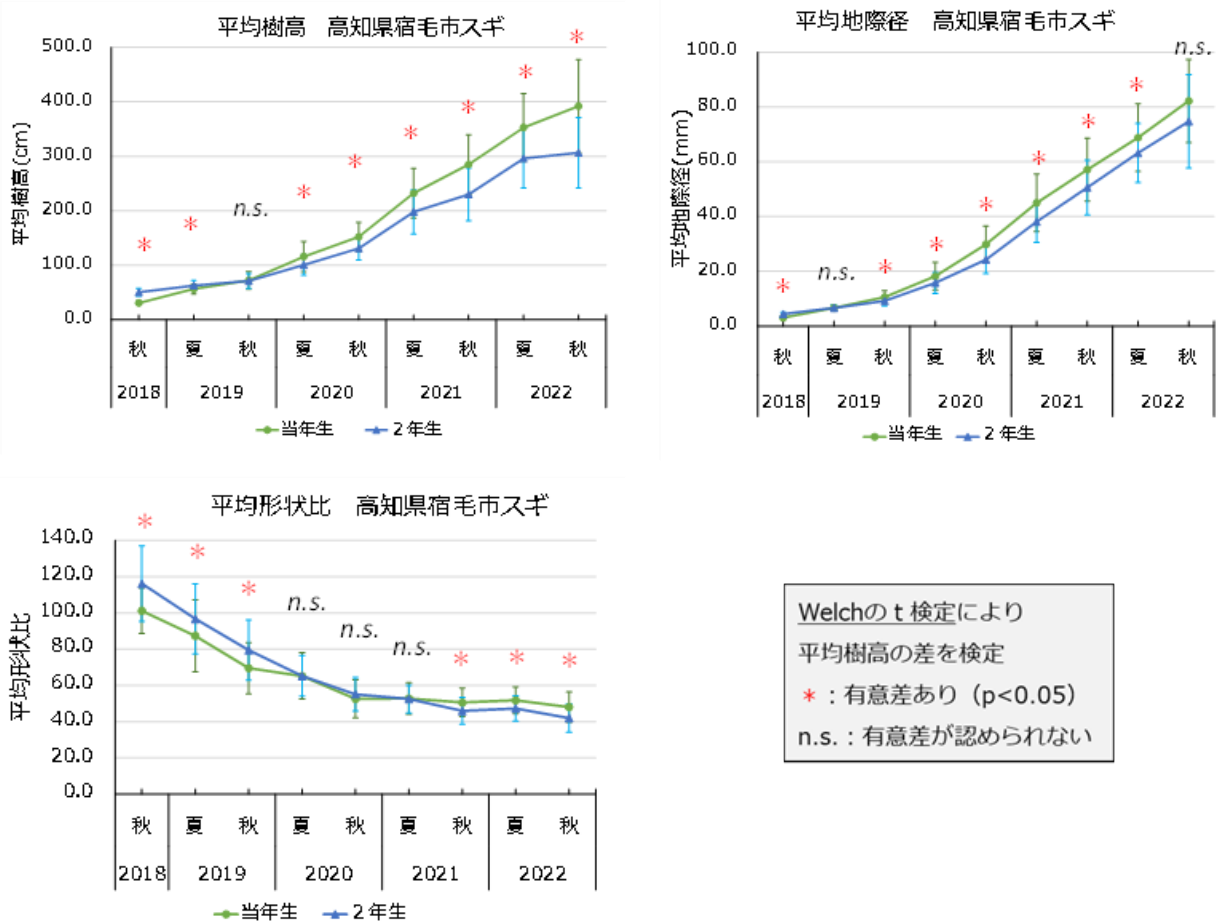 平均樹高　高知県宿毛市スギ
平均樹高(cm)
500.0
400.0
300.0
200.0
100.0
0.0
* * n.s. * * * * * *
秋 夏 秋 夏 秋 夏 秋 夏 秋
2018 2019 2020 2021 2022
当年生 2年生
平均地際径　高知県宿毛市スギ
平均地際径(mm)
100.0
80.0
60.0
40.0
20.0
0.0
* n.s. * * * * * * n.s.
秋 夏 秋 夏 秋 夏 秋 夏 秋
2018 2019 2020 2021 2022
当年生 2年生
平均形状比　高知県宿毛市スギ
平均形状比
140.0
120.0
100.0
80.0
60.0
40.0
20.0
0.0
* * * n.s. n.s. n.s. * * *
秋 夏 秋 夏 秋 夏 秋 夏 秋
2018 2019 2020 2021 2022
当年生 2年生
Welchのt検定により
平均樹高の差を検定
*：有意差あり（p<0.05）
n.s.：有意差が認められない